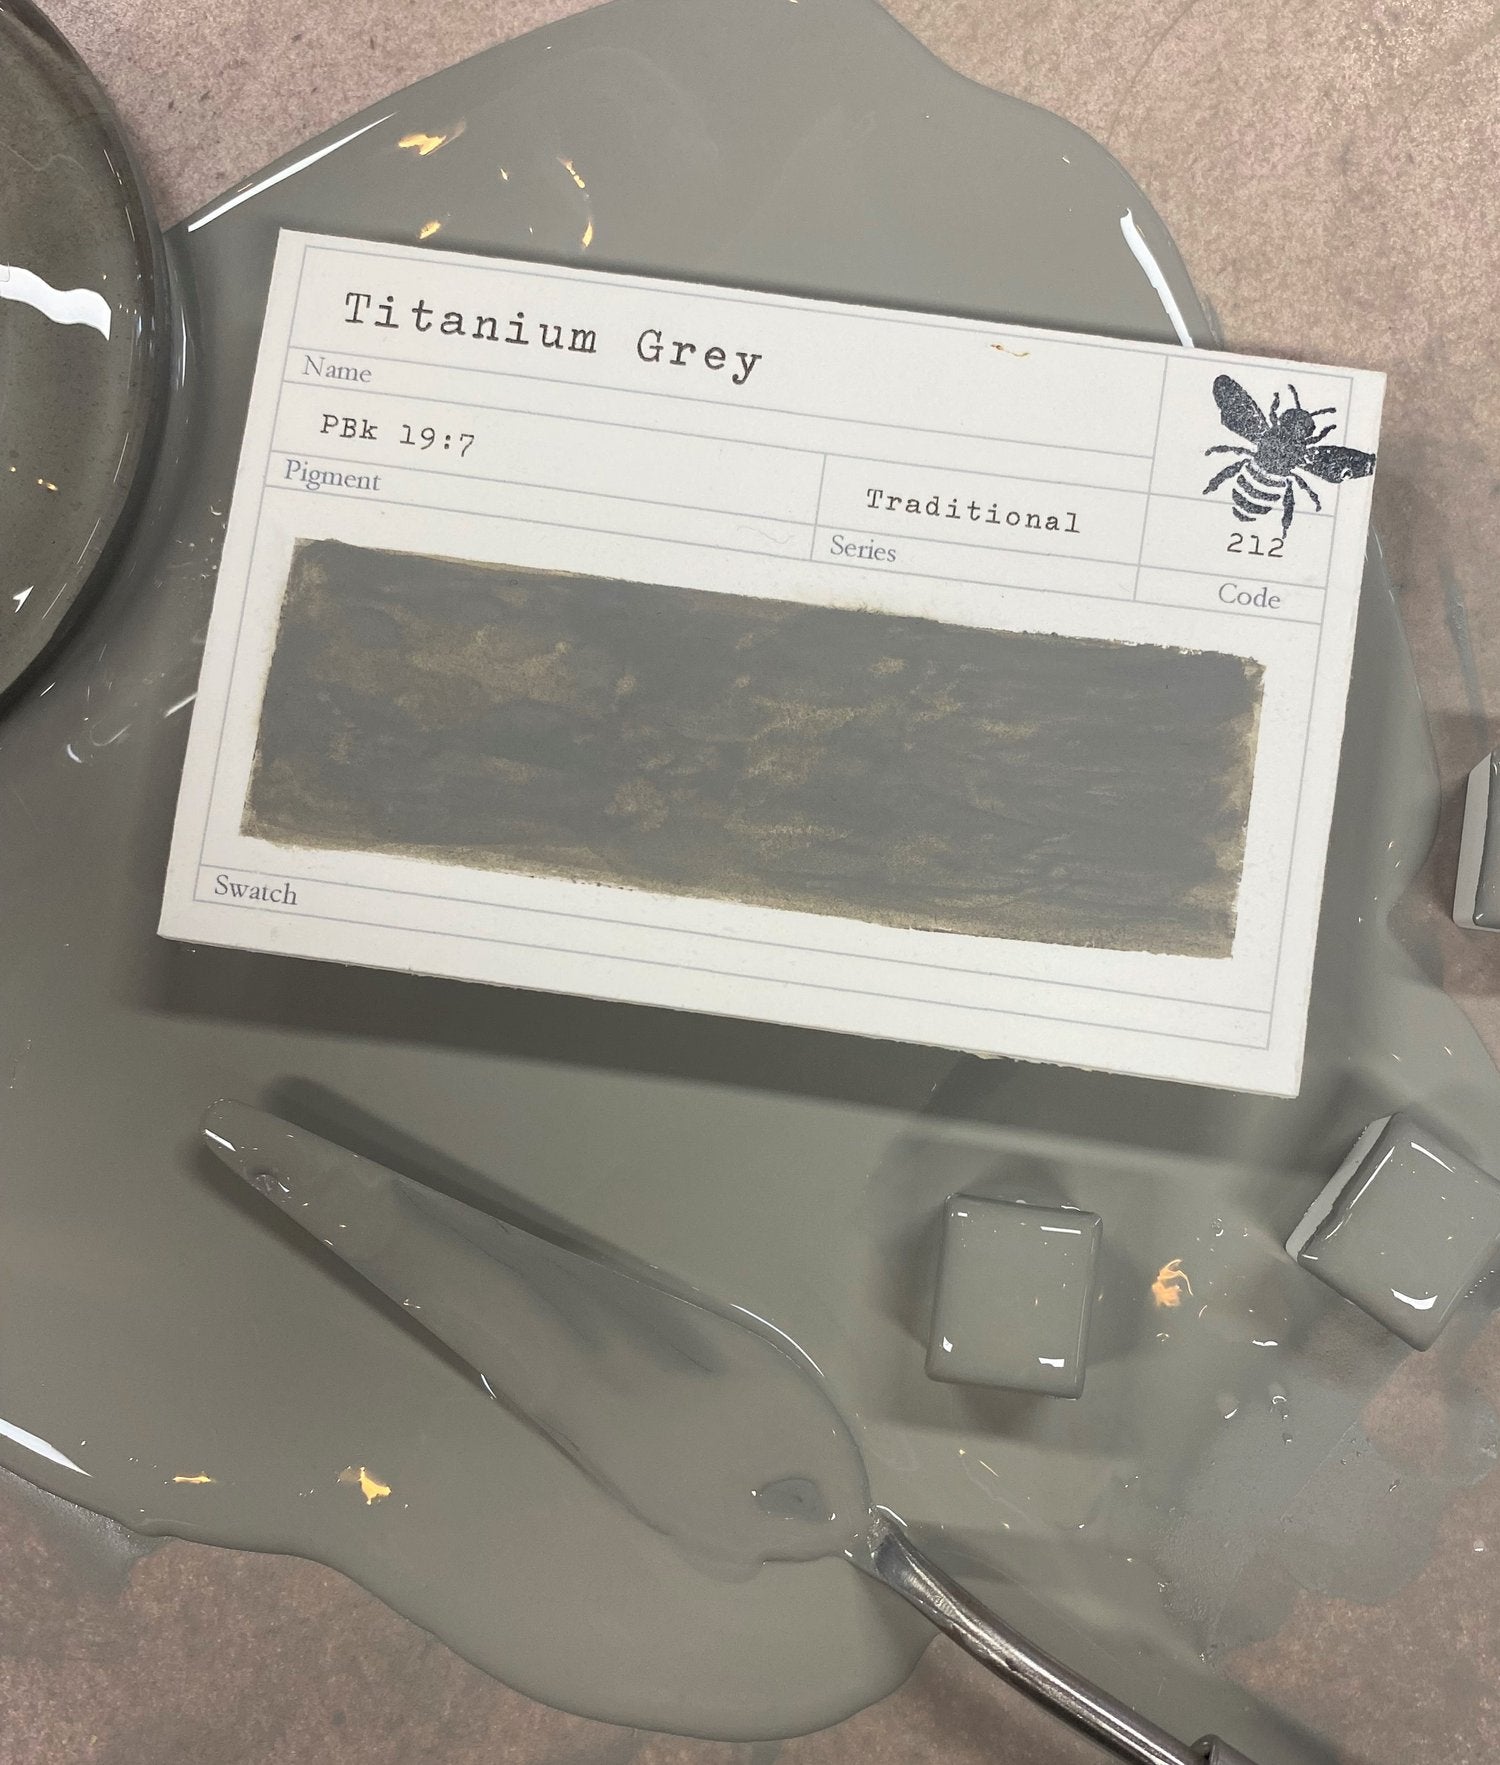 Titanium Grey
Name
PBk 19:7
Pigment
Traditional
Series
212
Code
Swatch